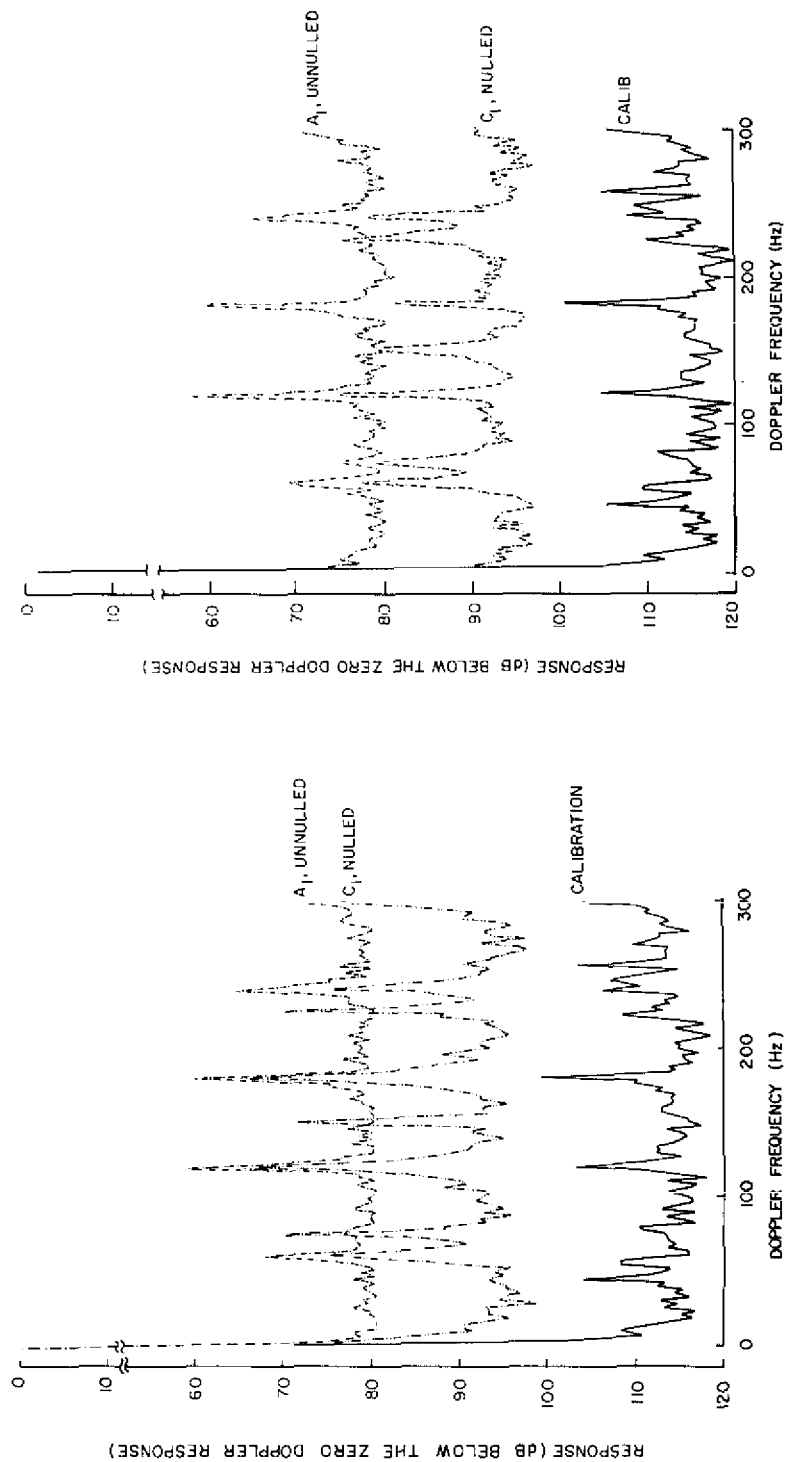 RESPONSE (dB BELOW THE ZERO DOPPLER RESPONSE)
0
10
60
70
80
90
100
110
120
A1, UNNULLED
C1, NULLED
CALIBRATION
0
100
200
300
DOPPLER FREQUENCY (Hz)
RESPONSE (dB BELOW THE ZERO DOPPLER RESPONSE)
0
10
60
70
80
90
100
110
120
A1, UNNULLED
C1, NULLED
CALIB
0
100
200
300
DOPPLER FREQUENCY (Hz)